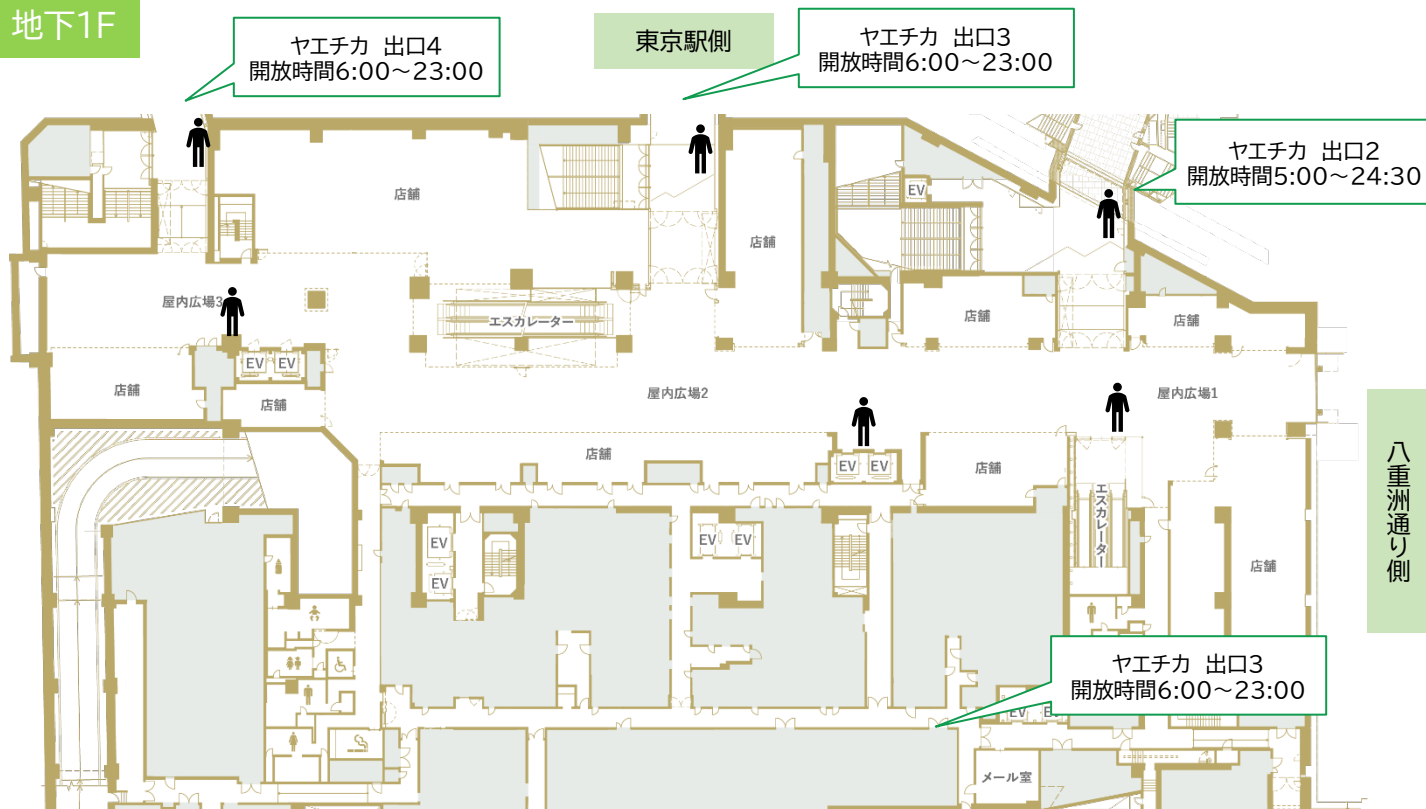 地下1F
ヤエチカ 出口4
開放時間6:00～23:00
東京駅側
ヤエチカ 出口3
開放時間6:00～23:00
ヤエチカ 出口2
開放時間5:00～24:30
店舗
EV
店舗
屋内広場3
エスカレーター
店舗
店舗
EV
EV
店舗
店舗
屋内広場2
屋内広場1
店舗
EV
EV
店舗
エスカレーター
八重洲通り側
EV
EV
EV
EV
店舗
ヤエチカ 出口3
開放時間6:00～23:00
EV
EV
メール室